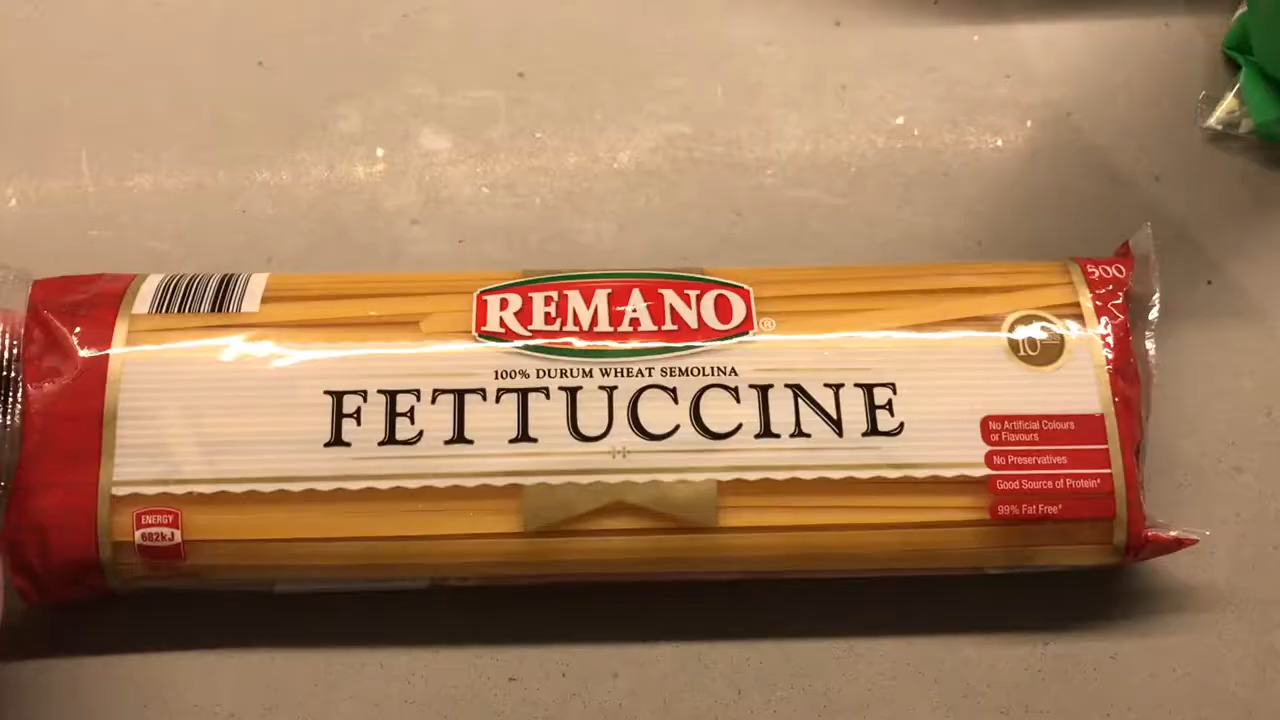 500
REMANO
®
10
100% DURUM WHEAT SEMOLINA
FETTUCCINE
No Artificial Colours
or Flavours
No Preservatives
Good Source of Protein*
99% Fat Free*
ENERGY
682kJ